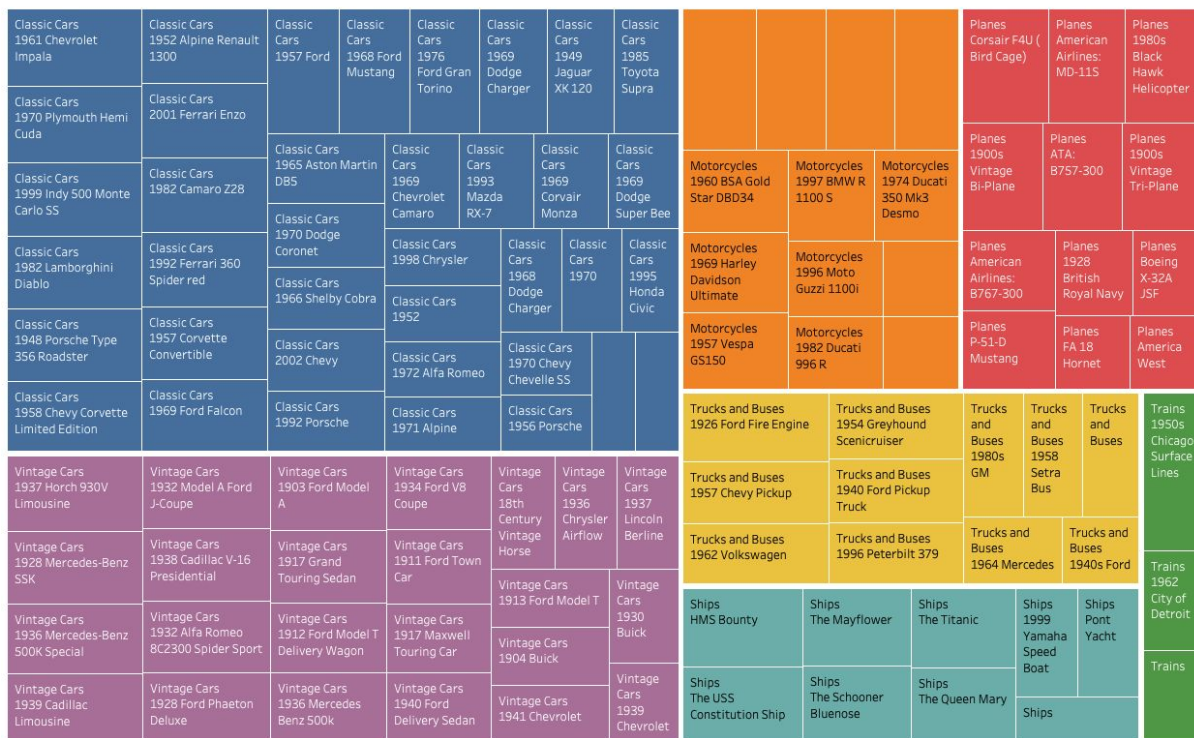 Classic Cars
1961 Chevrolet
Impala
Classic Cars
1970 Plymouth Hemi
Cuda
Classic Cars
1999 Indy 500 Monte
Carlo SS
Classic Cars
1982 Lamborghini
Diablo
Classic Cars
1948 Porsche Type
356 Roadster
Classic Cars
1958 Chevy Corvette
Limited Edition
Classic Cars
1952 Alpine Renault
1300
Classic Cars
2001 Ferrari Enzo
Classic Cars
1982 Camaro Z28
Classic Cars
1992 Ferrari 360
Spider red
Classic Cars
1957 Corvette
Convertible
Classic Cars
1969 Ford Falcon
Classic
Cars
1957 Ford
Classic
Cars
1968 Ford
Mustang
Classic
Cars
1976
Ford Gran
Torino
Classic
Cars
1969
Dodge
Charger
Classic
Cars
1949
Jaguar
XK 120
Classic
Cars
1985
Toyota
Supra
Classic Cars
1965 Aston Martin
DB5
Classic Cars
1970 Dodge
Coronet
Classic Cars
1966 Shelby Cobra
Classic Cars
2002 Chevy
Classic Cars
1992 Porsche
Classic
Cars
1969
Chevrolet
Camaro
Classic
Cars
1993
Mazda
RX-7
Classic
Cars
1969
Corvair
Monza
Classic
Cars
1969
Dodge
Super Bee
Classic Cars
1998 Chrysler
Classic Cars
1952
Classic Cars
1972 Alfa Romeo
Classic Cars
1971 Alpine
Classic
Cars
1968
Dodge
Charger
Classic
Cars
1970
Classic
Cars
1995
Honda
Civic
Classic Cars
1970 Chevy
Chevelle SS
Classic Cars
1956 Porsche
Motorcycles
1960 BSA Gold
Star DBD34
Motorcycles
1969 Harley
Davidson
Ultimate
Motorcycles
1957 Vespa
GS150
Motorcycles
1997 BMW R
1100 S
Motorcycles
1996 Moto
Guzzi 1100i
Motorcycles
1982 Ducati
996 R
Motorcycles
1974 Ducati
350 Mk3
Desmo
Planes
Corsair F4U (
Bird Cage)
Planes
American
Airlines:
MD-11S
Planes
1980s
Black
Hawk
Helicopter
Planes
1900s
Vintage
Bi-Plane
Planes
ATA:
B757-300
Planes
1900s
Vintage
Tri-Plane
Planes
American
Airlines:
B767-300
Planes
1928
British
Royal Navy
Planes
Boeing
X-32A
JSF
Planes
P-51-D
Mustang
Planes
FA 18
Hornet
Planes
America
West
Vintage Cars
1937 Horch 930V
Limousine
Vintage Cars
1928 Mercedes-Benz
SSK
Vintage Cars
1936 Mercedes-Benz
500K Special
Vintage Cars
1939 Cadillac
Limousine
Vintage Cars
1932 Model A Ford
J-Coupe
Vintage Cars
1938 Cadillac V-16
Presidential
Vintage Cars
1932 Alfa Romeo
8C2300 Spider Sport
Vintage Cars
1928 Ford Phaeton
Deluxe
Vintage Cars
1903 Ford Model
A
Vintage Cars
1917 Grand
Touring Sedan
Vintage Cars
1912 Ford Model T
Delivery Wagon
Vintage Cars
1936 Mercedes
Benz 500k
Vintage Cars
1934 Ford V8
Coupe
Vintage Cars
1911 Ford Town
Car
Vintage Cars
1917 Maxwell
Touring Car
Vintage Cars
1940 Ford
Delivery Sedan
Vintage
Cars
18th
Century
Vintage
Horse
Vintage
Cars
1936
Chrysler
Airflow
Vintage
Cars
1937
Lincoln
Berline
Vintage Cars
1913 Ford Model T
Vintage Cars
1904 Buick
Vintage Cars
1941 Chevrolet
Vintage
Cars
1930
Buick
Vintage
Cars
1939
Chevrolet
Trucks and Buses
1926 Ford Fire Engine
Trucks and Buses
1957 Chevy Pickup
Trucks and Buses
1962 Volkswagen
Trucks and Buses
1954 Greyhound
Scenicruiser
Trucks and Buses
1940 Ford Pickup
Truck
Trucks and Buses
1996 Peterbilt 379
Trucks
and
Buses
1980s
GM
Trucks
and
Buses
1958
Setra
Bus
Trucks
and
Buses
Trucks and
Buses
1964 Mercedes
Trucks and
Buses
1940s Ford
Trains
1950s
Chicago
Surface
Lines
Trains
1962
City of
Detroit
Trains
Ships
HMS Bounty
Ships
The USS
Constitution Ship
Ships
The Mayflower
Ships
The Schooner
Bluenose
Ships
The Titanic
Ships
The Queen Mary
Ships
1999
Yamaha
Speed
Boat
Ships
Pont
Yacht
Ships